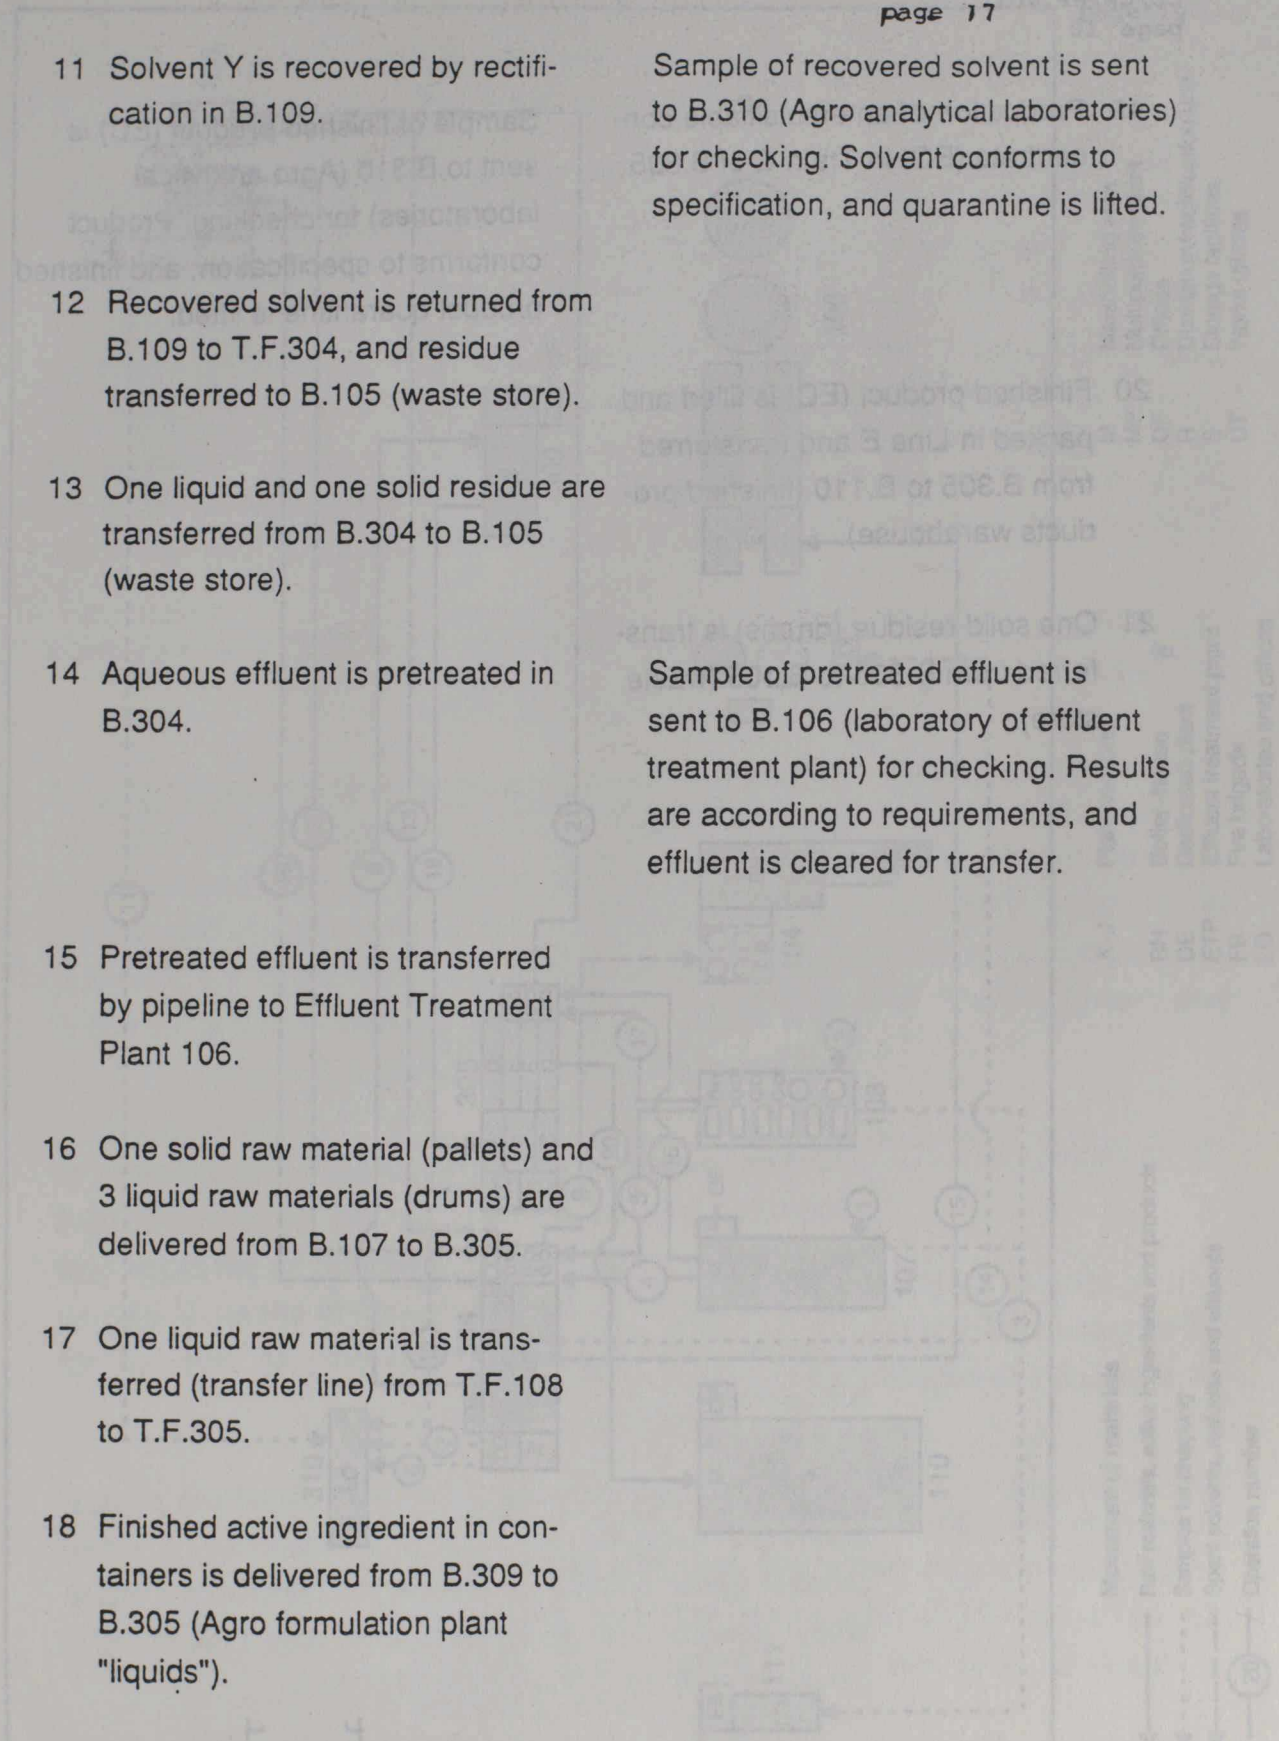 page 17
11 Solvent Y is recovered by rectifi-
cation in B.109.
Sample of recovered solvent is sent
to B.310 (Agro analytical laboratories)
for checking. Solvent conforms to
specification, and quarantine is lifted.
12 Recovered solvent is returned from
B.109 to T.F.304, and residue
transferred to B.105 (waste store).
13 One liquid and one solid residue are
transferred from B.304 to B.105
(waste store).
14 Aqueous effluent is pretreated in
B.304.
Sample of pretreated effluent is
sent to B.106 (laboratory of effluent
treatment plant) for checking. Results
are according to requirements, and
effluent is cleared for transfer.
15 Pretreated effluent is transferred
by pipeline to Effluent Treatment
Plant 106.
16 One solid raw material (pallets) and
3 liquid raw materials (drums) are
delivered from B.107 to B.305.
17 One liquid raw material is trans-
ferred (transfer line) from T.F.108
to T.F.305.
18 Finished active ingredient in con-
tainers is delivered from B.309 to
B.305 (Agro formulation plant
"liquids").